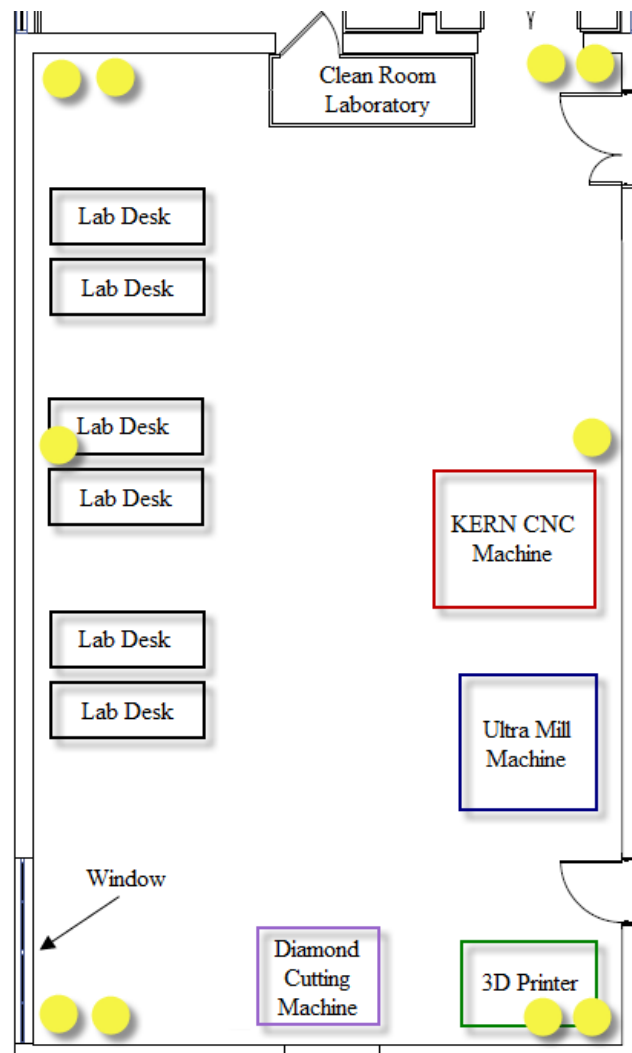 Clean Room
Laboratory
Lab Desk
Lab Desk
Lab Desk
Lab Desk
KERN CNC
Machine
Lab Desk
Lab Desk
Ultra Mill
Machine
Window
Diamond
Cutting
Machine
3D Printer